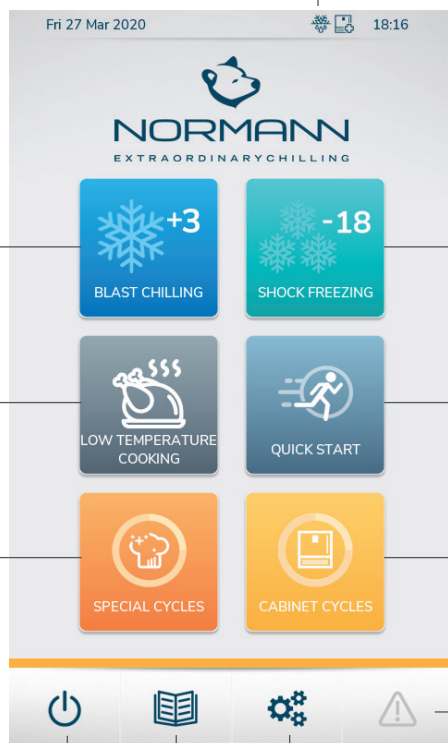 Fri 27 Mar 2020
18:16
NORMANN
EXTRAORDINARYCHILLING
+3
BLAST CHILLING
-18
SHOCK FREEZING
LOW TEMPERATURE
COOKING
QUICK START
SPECIAL CYCLES
CABINET CYCLES